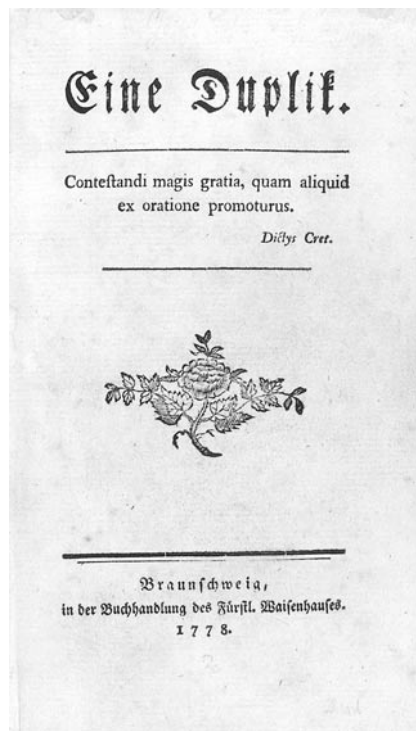 Eine Duplik.
Conteſtandi magis gratia, quam aliquid
ex oratione promoturus.
Dictys Cret.
Braunſchweig,
in der Buchhandlung des Fürſtl. Waiſenhauſes.
1778.